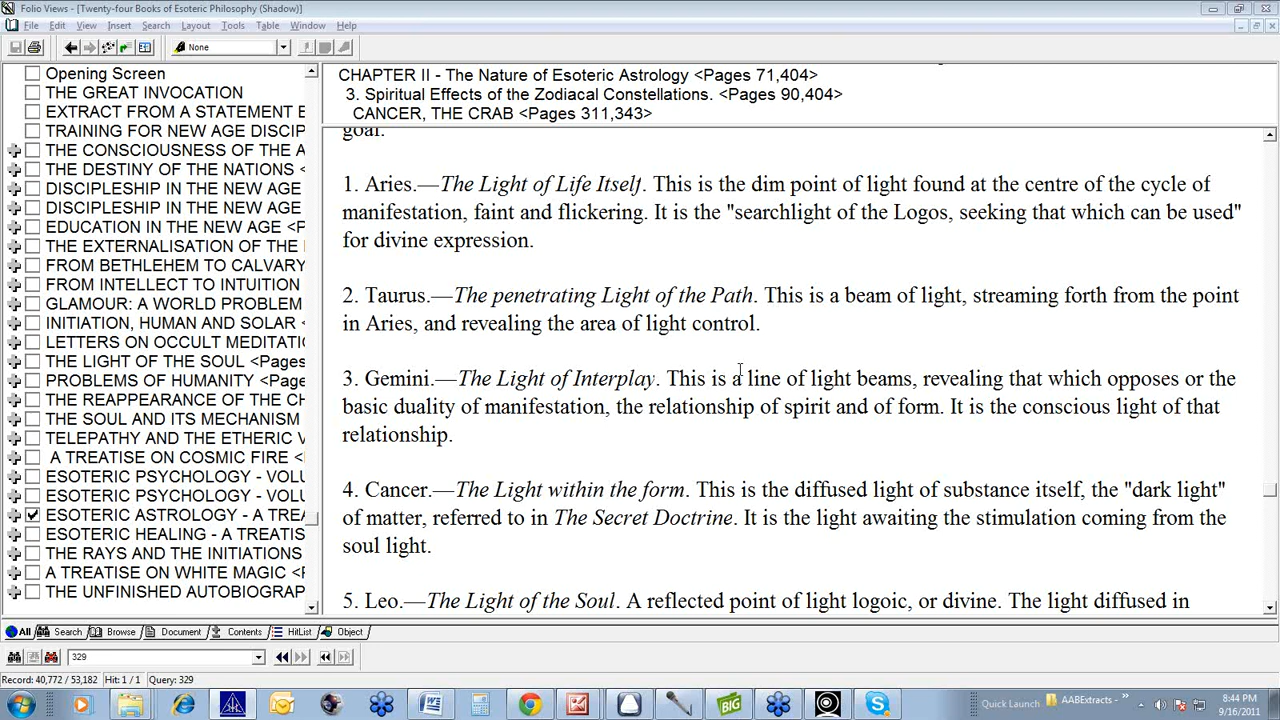 Folio Views - [Twenty-four Books of Esoteric Philosophy (Shadow)]
File Edit View Insert Search Layout Tools Table Window Help
None
Opening Screen
THE GREAT INVOCATION
EXTRACT FROM A STATEMENT B
TRAINING FOR NEW AGE DISCIP
THE CONSCIOUSNESS OF THE A
THE DESTINY OF THE NATIONS <
DISCIPLESHIP IN THE NEW AGE
DISCIPLESHIP IN THE NEW AGE
EDUCATION IN THE NEW AGE <P
THE EXTERNALISATION OF THE
FROM BETHLEHEM TO CALVARY
FROM INTELLECT TO INTUITION
GLAMOUR: A WORLD PROBLEM
INITIATION, HUMAN AND SOLAR <
LETTERS ON OCCULT MEDITATI
THE LIGHT OF THE SOUL <Pages
PROBLEMS OF HUMANITY <Page
THE REAPPEARANCE OF THE CH
THE SOUL AND ITS MECHANISM
TELEPATHY AND THE ETHERIC V
A TREATISE ON COSMIC FIRE <P
ESOTERIC PSYCHOLOGY - VOLU
ESOTERIC PSYCHOLOGY - VOLU
ESOTERIC ASTROLOGY - A TREA
ESOTERIC HEALING - A TREATIS
THE RAYS AND THE INITIATIONS
A TREATISE ON WHITE MAGIC <P
THE UNFINISHED AUTOBIOGRAP
CHAPTER II - The Nature of Esoteric Astrology <Pages 71,404>
3. Spiritual Effects of the Zodiacal Constellations. <Pages 90,404>
CANCER, THE CRAB <Pages 311,343>
goal.
1. Aries.—The Light of Life Itself. This is the dim point of light found at the centre of the cycle of
manifestation, faint and flickering. It is the "searchlight of the Logos, seeking that which can be used"
for divine expression.
2. Taurus.—The penetrating Light of the Path. This is a beam of light, streaming forth from the point
in Aries, and revealing the area of light control.
3. Gemini.—The Light of Interplay. This is a line of light beams, revealing that which opposes or the
basic duality of manifestation, the relationship of spirit and of form. It is the conscious light of that
relationship.
4. Cancer.—The Light within the form. This is the diffused light of substance itself, the "dark light"
of matter, referred to in The Secret Doctrine. It is the light awaiting the stimulation coming from the
soul light.
5. Leo.—The Light of the Soul. A reflected point of light logoic, or divine. The light diffused in
All Search Browse Document Contents HitList Object
329
Record: 40,772 / 53,182 Hit: 1 / 1 Query: 329
W BIG S Quick Launch AABExtracts - » 8:44 PM
9/16/2011